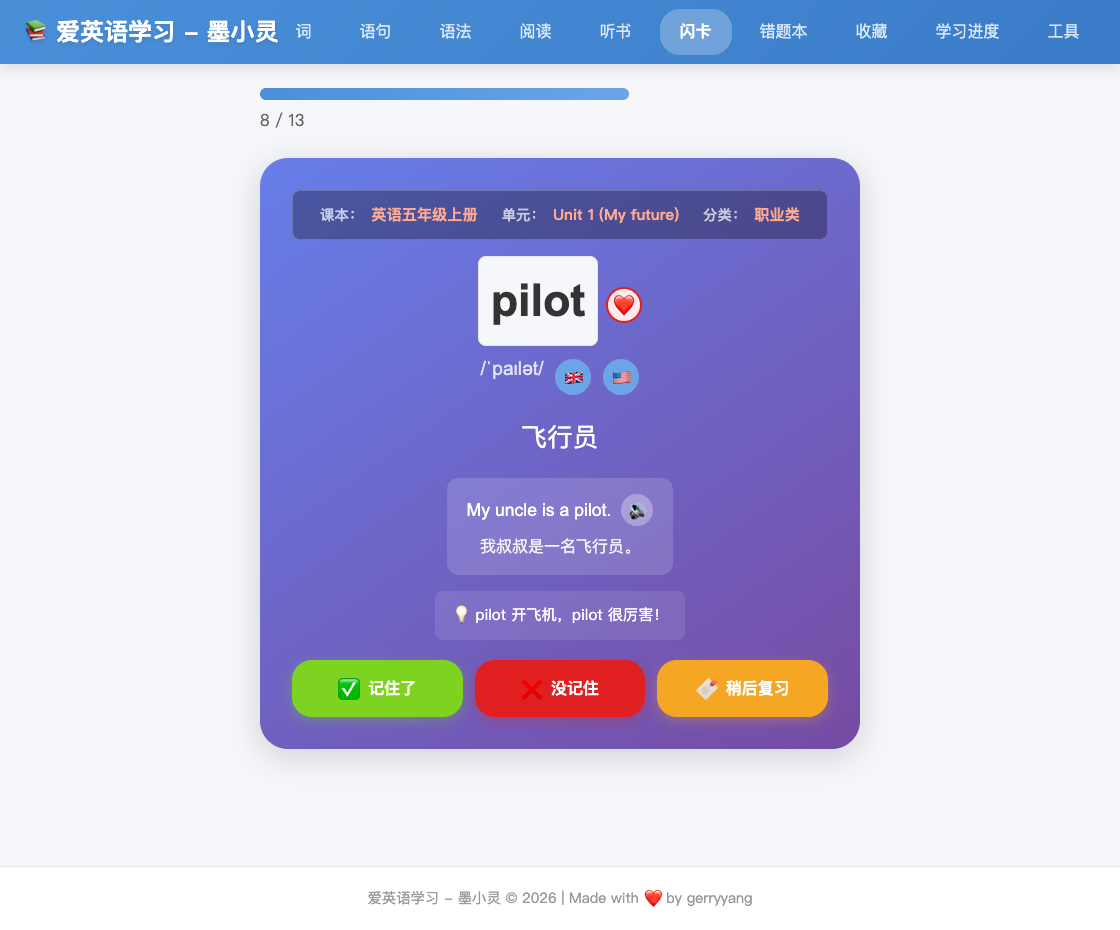 爱英语学习 – 墨小灵 词 语句 语法 阅读 听书 闪卡 错题本 收藏 学习进度 工具
8 / 13
课本: 英语五年级上册 单元: Unit 1 (My future) 分类: 职业类
pilot
/ˈpaɪlət/
飞行员
My uncle is a pilot.
我叔叔是一名飞行员。
pilot 开飞机，pilot 很厉害！
记住了 没记住 稍后复习
爱英语学习 – 墨小灵 © 2026 | Made with ❤️ by gerryyang